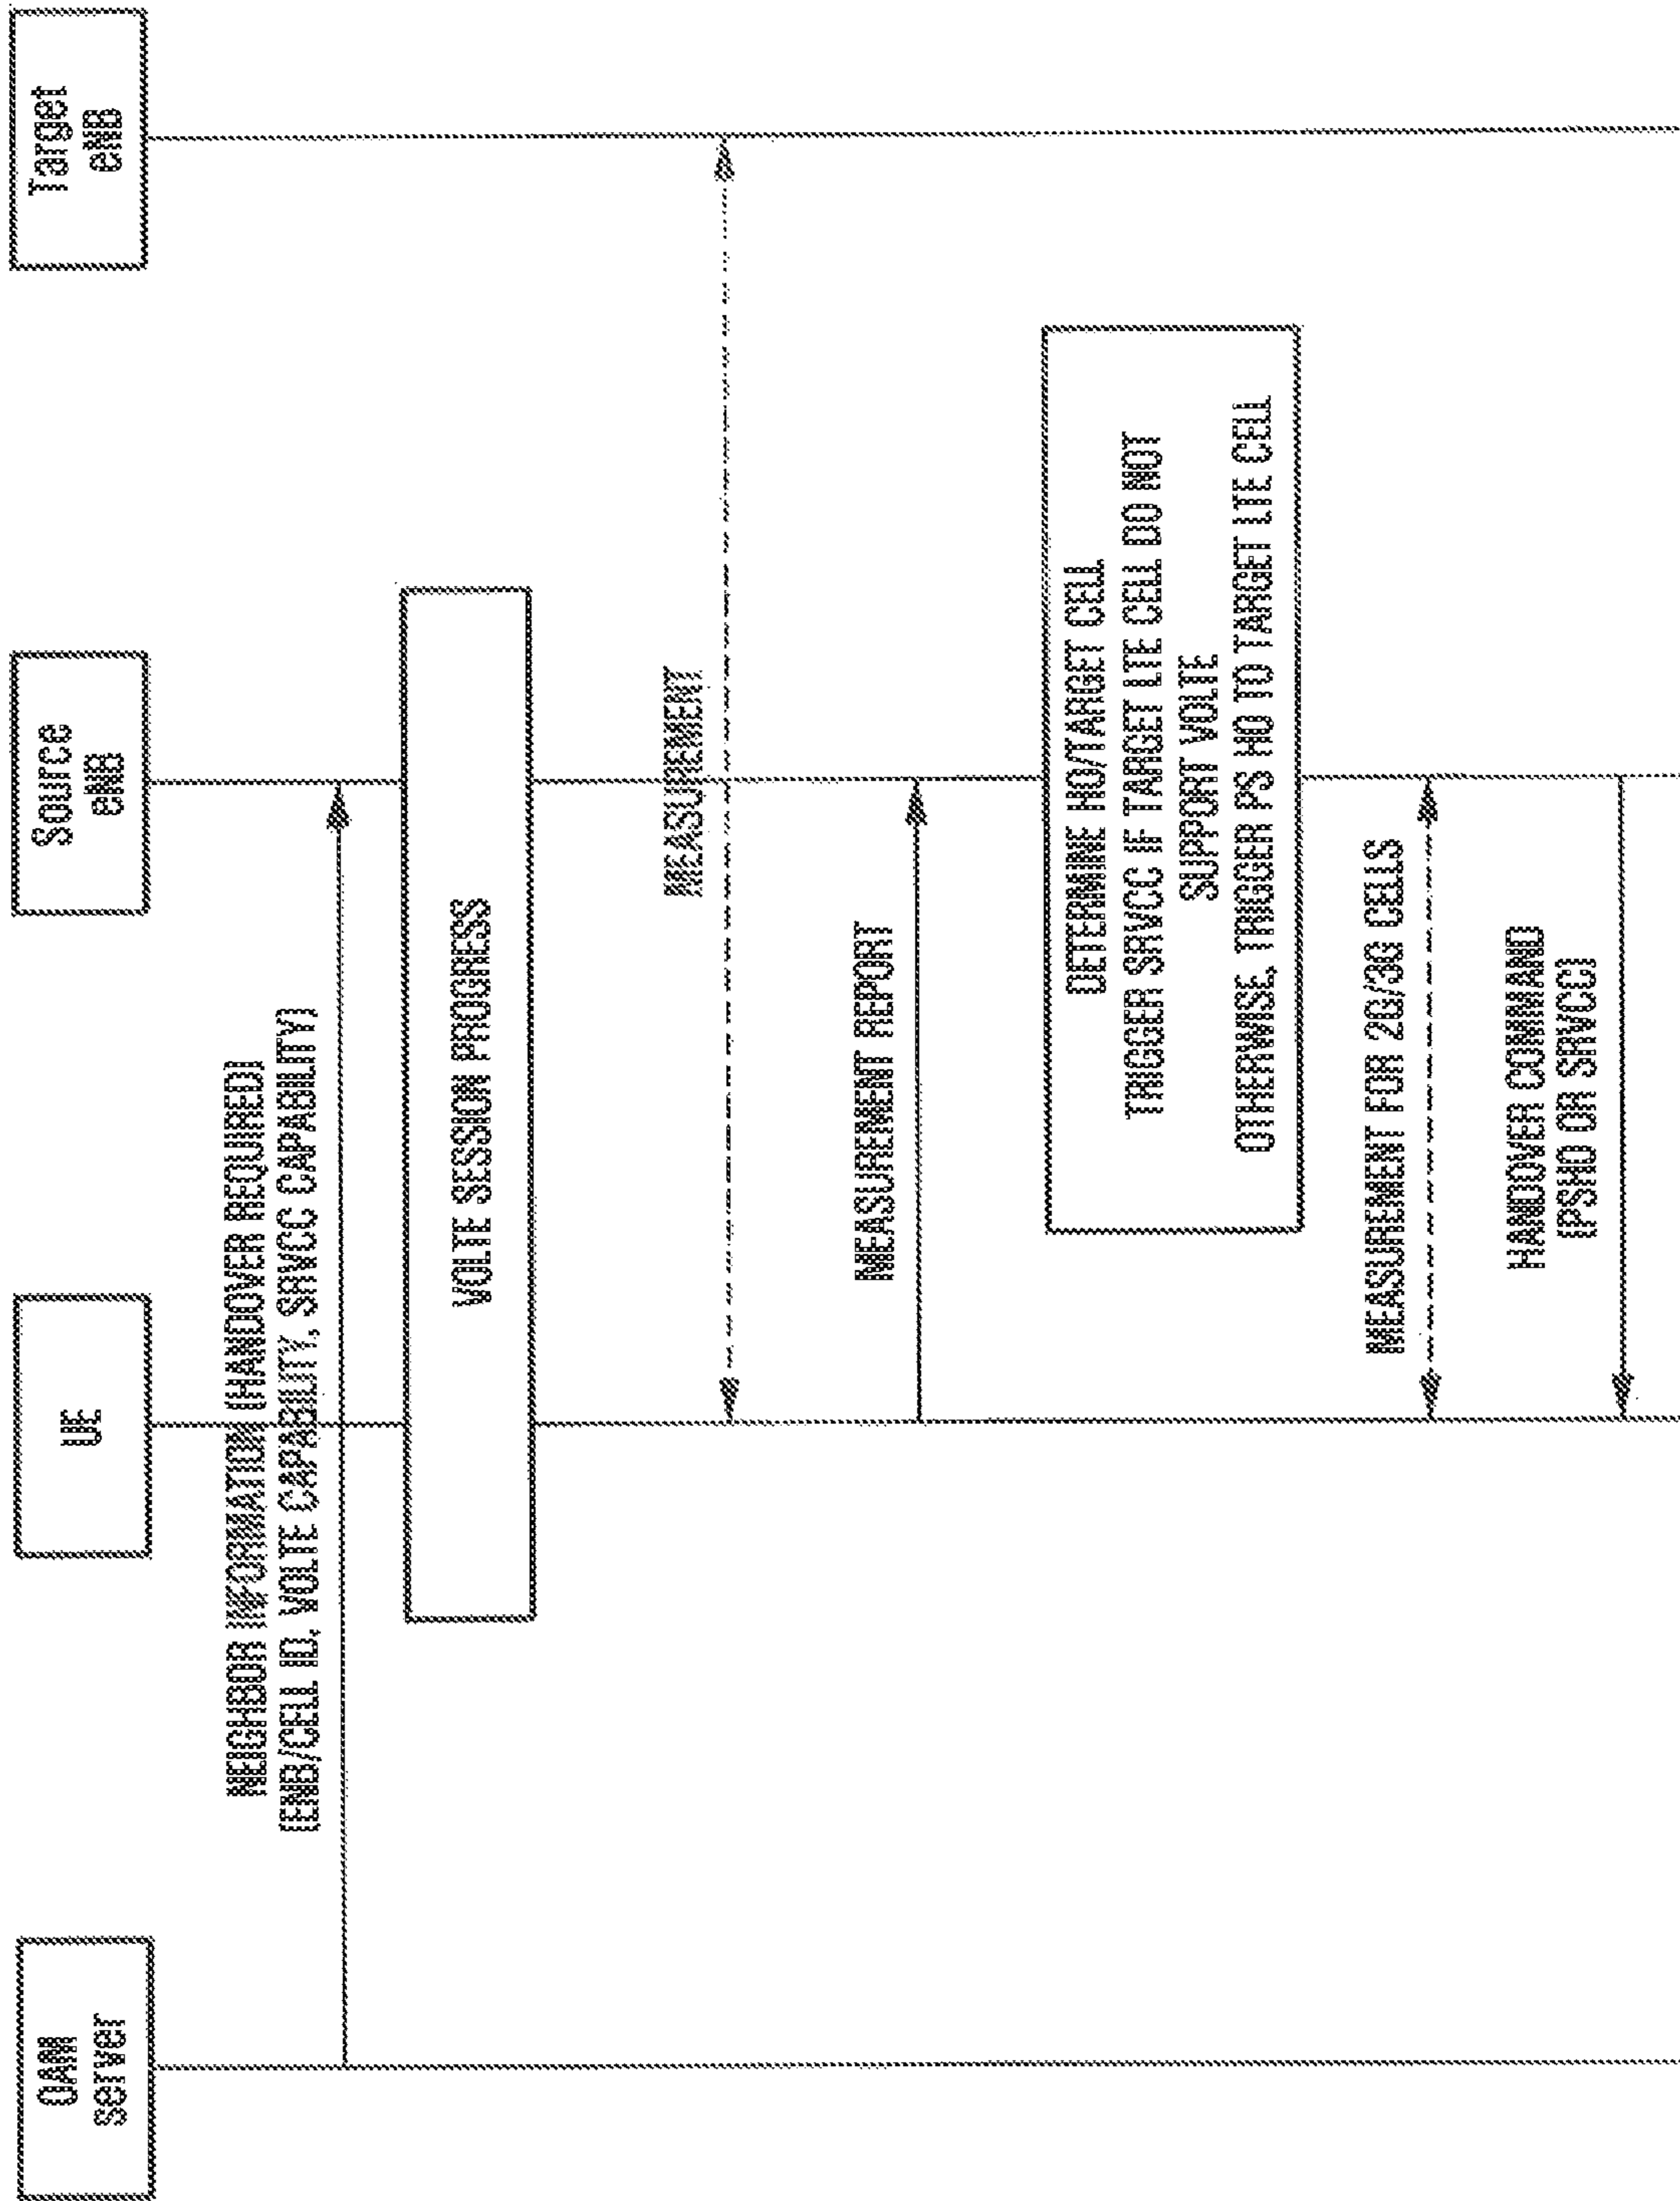 OAM
server
UE
Source
eNB
Target
eNB
NEIGHBOR INFORMATION (HANDOVER REQUIRED)
(ENB/CELL ID, VOLTE CAPABILITY, SRVCC CAPABILITY)
VOLTE SESSION PROGRESS
MEASUREMENT
MEASUREMENT REPORT
DETERMINE HO/TARGET CELL
TRIGGER SRVCC IF TARGET LTE CELL DO NOT
SUPPORT VOLTE
OTHERWISE, TRIGGER PS HO TO TARGET LTE CELL
MEASUREMENT FOR 2G/3G CELLS
HANDOVER COMMAND
(PSHO OR SRVCC)